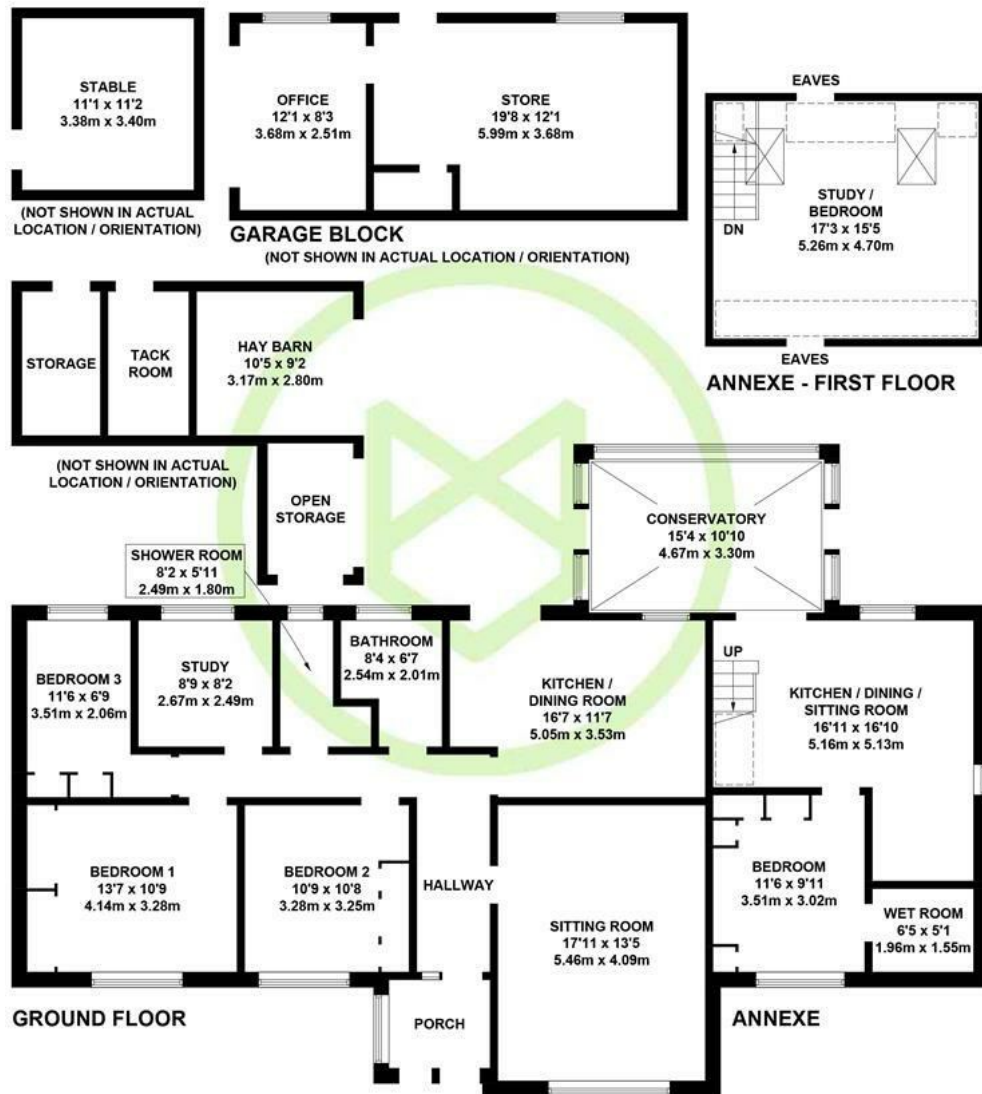 STABLE
11'1 x 11'2
3.38m x 3.40m
(NOT SHOWN IN ACTUAL
LOCATION / ORIENTATION)
OFFICE
12'1 x 8'3
3.68m x 2.51m
STORE
19'8 x 12'1
5.99m x 3.68m
GARAGE BLOCK
(NOT SHOWN IN ACTUAL LOCATION / ORIENTATION)
EAVES
DN
STUDY /
BEDROOM
17'3 x 15'5
5.26m x 4.70m
EAVES
ANNEXE - FIRST FLOOR
STORAGE
TACK
ROOM
HAY BARN
10'5 x 9'2
3.17m x 2.80m
(NOT SHOWN IN ACTUAL
LOCATION / ORIENTATION)
OPEN
STORAGE
SHOWER ROOM
8'2 x 5'11
2.49m x 1.80m
CONSERVATORY
15'4 x 10'10
4.67m x 3.30m
BEDROOM 3
11'6 x 6'9
3.51m x 2.06m
STUDY
8'9 x 8'2
2.67m x 2.49m
BATHROOM
8'4 x 6'7
2.54m x 2.01m
KITCHEN /
DINING ROOM
16'7 x 11'7
5.05m x 3.53m
UP
KITCHEN / DINING /
SITTING ROOM
16'11 x 16'10
5.16m x 5.13m
BEDROOM 1
13'7 x 10'9
4.14m x 3.28m
BEDROOM 2
10'9 x 10'8
3.28m x 3.25m
HALLWAY
SITTING ROOM
17'11 x 13'5
5.46m x 4.09m
BEDROOM
11'6 x 9'11
3.51m x 3.02m
WET ROOM
6'5 x 5'1
1.96m x 1.55m
GROUND FLOOR
PORCH
ANNEXE